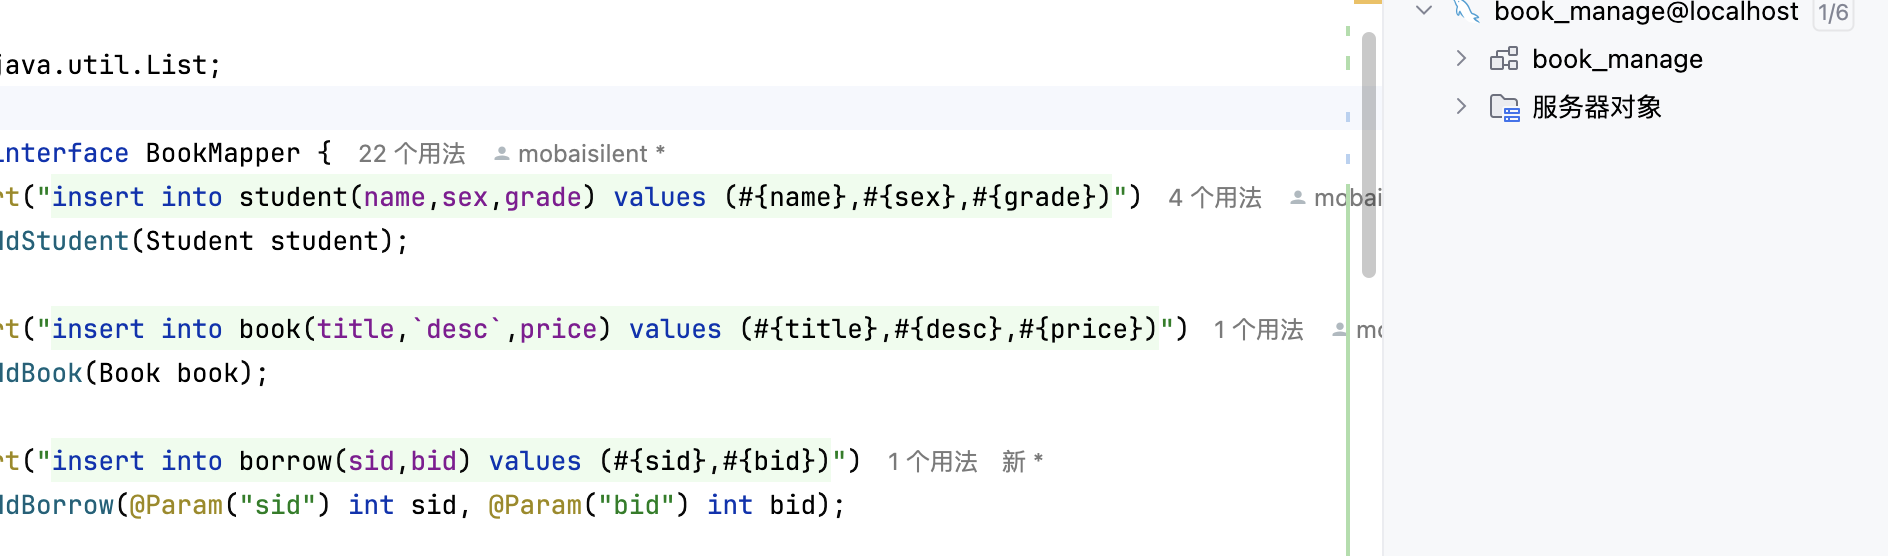 java.util.List;
interface BookMapper { 22 个用法 mobaisilent *
rt("insert into student(name,sex,grade) values (#{name},#{sex},#{grade})") 4 个用法 mobai
ddStudent(Student student);
rt("insert into book(title,`desc`,price) values (#{title},#{desc},#{price})") 1 个用法 mo
ddBook(Book book);
rt("insert into borrow(sid,bid) values (#{sid},#{bid})") 1 个用法 新 *
ddBorrow(@Param("sid") int sid, @Param("bid") int bid);
book_manage@localhost 1/6
book_manage
服务器对象